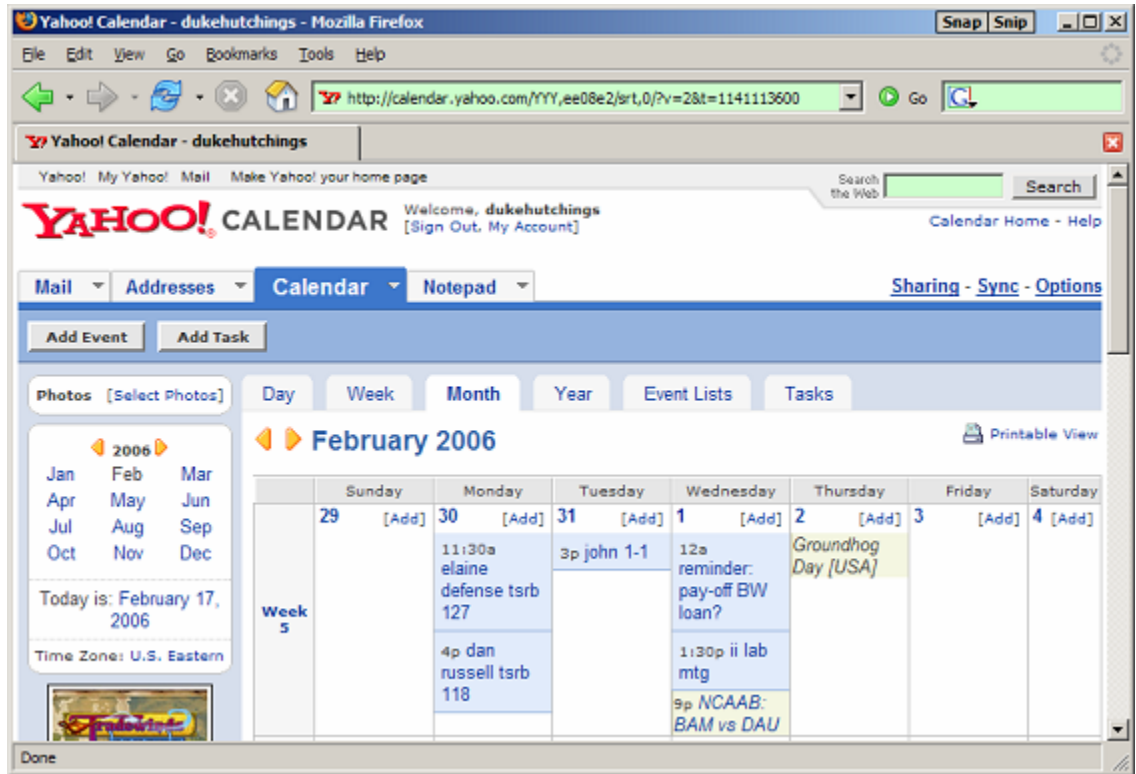 Yahoo! Calendar - dukehutchings - Mozilla Firefox
Snap Snip
File Edit View Go Bookmarks Tools Help
http://calendar.yahoo.com/YYY,ee08e2/srt,0/?v=2&t=1141113600 Go
Yahoo! Calendar - dukehutchings
Yahoo! My Yahoo! Mail Make Yahoo! your home page
Search the Web Search
YAHOO! CALENDAR
Welcome, dukehutchings
[Sign Out, My Account]
Calendar Home - Help
Mail Addresses Calendar Notepad
Sharing - Sync - Options
Add Event Add Task
Photos [Select Photos]
2006
Jan Feb Mar
Apr May Jun
Jul Aug Sep
Oct Nov Dec
Today is: February 17,
2006
Time Zone: U.S. Eastern
Tradewinds 2
Day Week Month Year Event Lists Tasks
February 2006
Printable View
Sunday Monday Tuesday Wednesday Thursday Friday Saturday
Week
5
29 [Add]
30 [Add]
11:30a
elaine
defense tsrb
127
4p dan
russell tsrb
118
31 [Add]
3p john 1-1
1 [Add]
12a
reminder:
pay-off BW
loan?
1:30p ii lab
mtg
9p NCAAB:
BAM vs DAU
2 [Add]
Groundhog
Day [USA]
3 [Add]
4 [Add]
Done